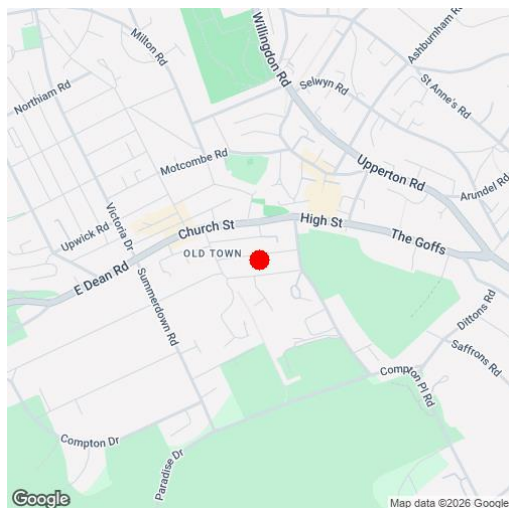 Milton Rd
Willingdon Rd
Ashburnham Rd
Selwyn Rd
St Anne's Rd
Northiam Rd
Motcombe Rd
Upperton Rd
Arundel Rd
Victoria Dr
Upwick Rd
Church St
High St
The Goffs
OLD TOWN
E Dean Rd
Summerdown Rd
Dittons Rd
Saffrons Rd
Compton Pl Rd
Compton Dr
Paradise Dr
Google
Map data ©2026 Google